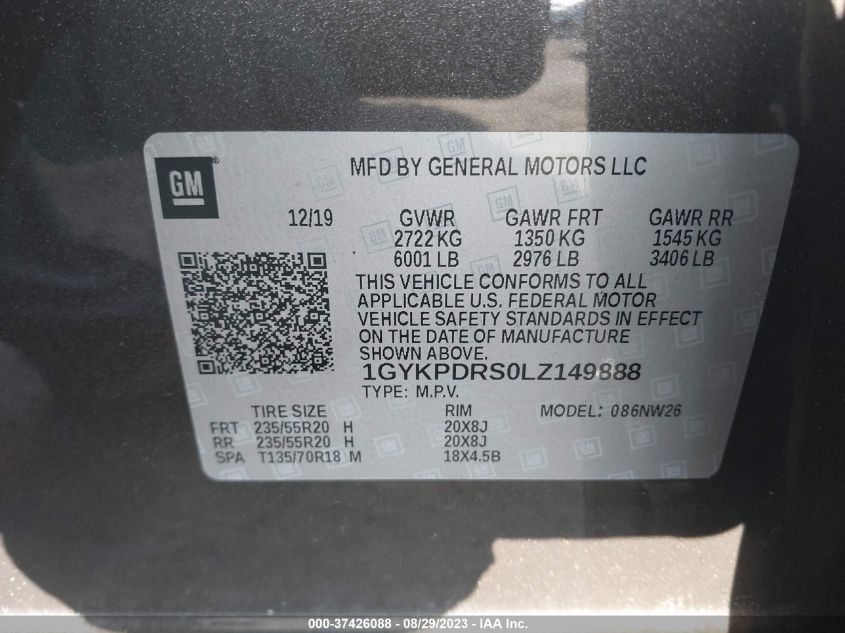 GM
MFD BY GENERAL MOTORS LLC
12/19 GVWR GAWR FRT GAWR RR
2722 KG 1350 KG 1545 KG
6001 LB 2976 LB 3406 LB
THIS VEHICLE CONFORMS TO ALL
APPLICABLE U.S. FEDERAL MOTOR
VEHICLE SAFETY STANDARDS IN EFFECT
ON THE DATE OF MANUFACTURE
SHOWN ABOVE.
1GYKPDRS0LZ149888
TYPE: M.P.V.
TIRE SIZE RIM MODEL: 086NW26
FRT 235/55R20 H 20X8J
RR 235/55R20 H 20X8J
SPA T135/70R18 M 18X4.5B
000-37426088 - 08/29/2023 - IAA Inc.